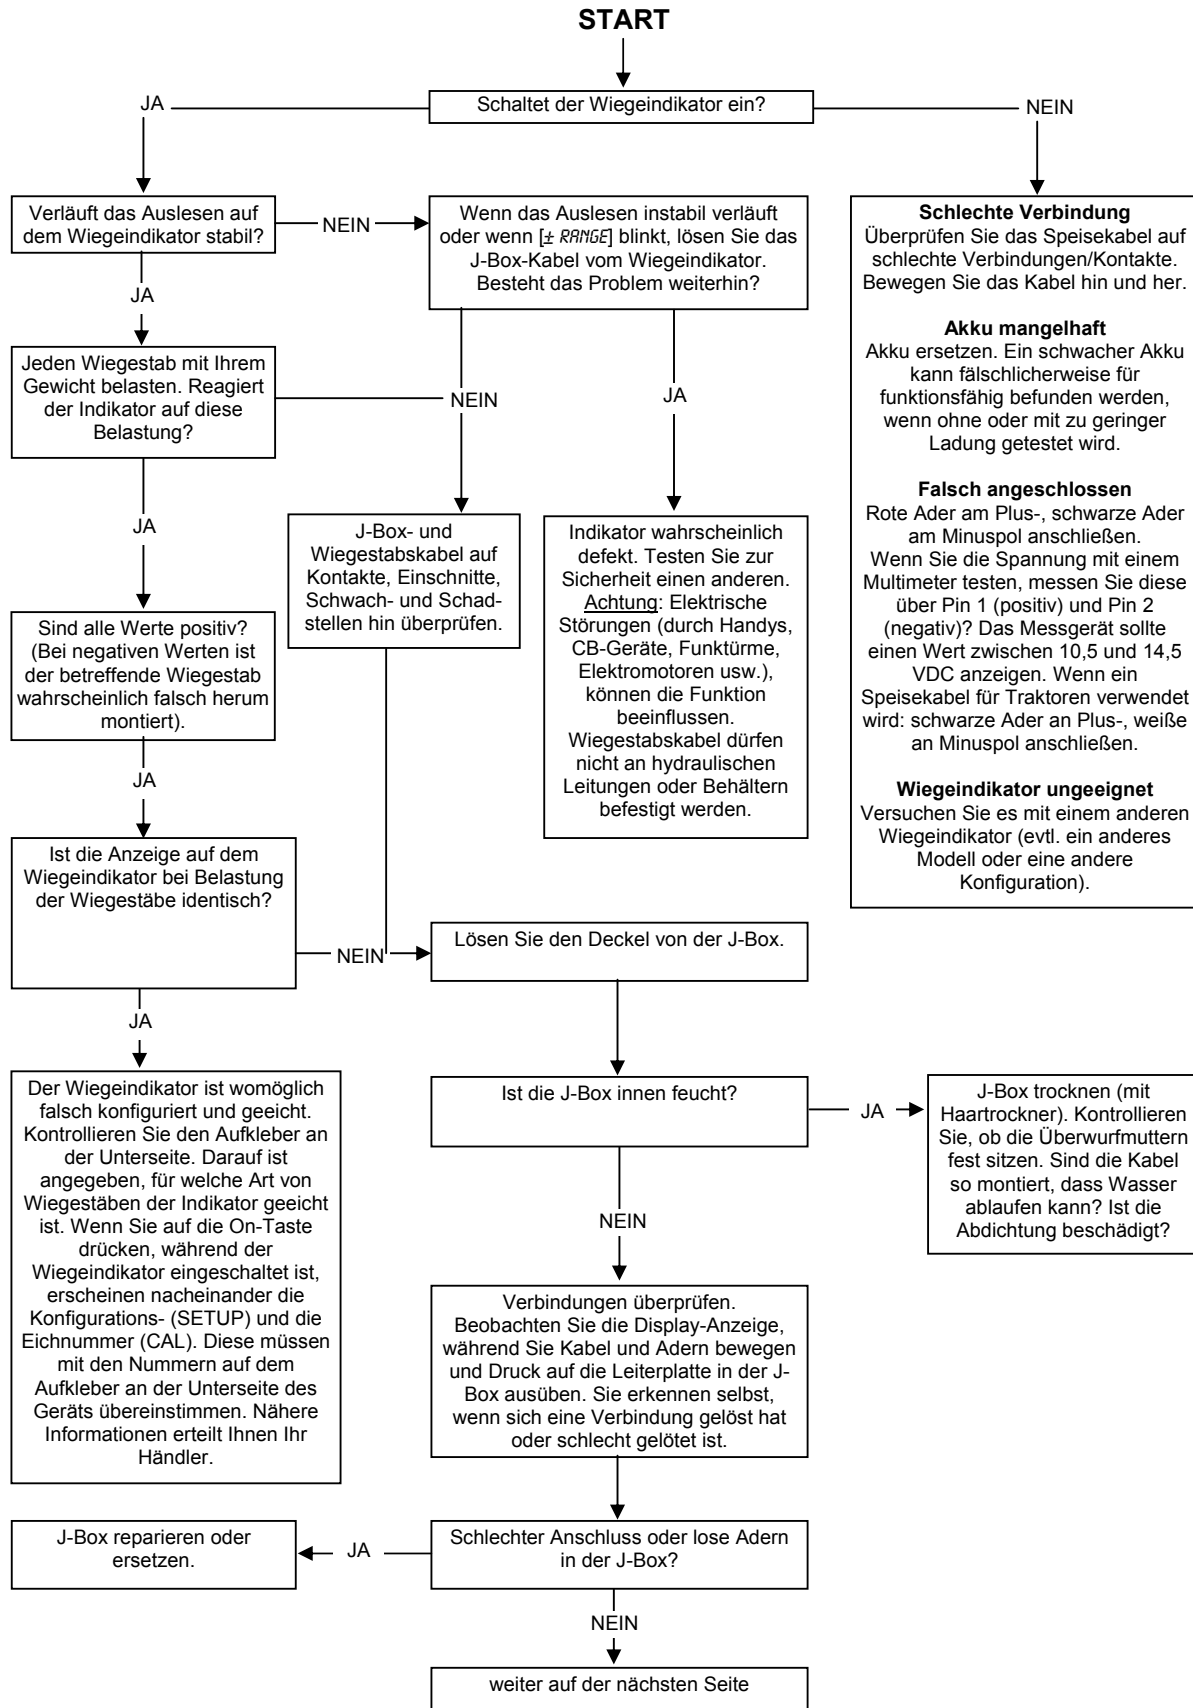 START
Schaltet der Wiegeindikator ein?
JA
NEIN
Verläuft das Auslesen auf
dem Wiegeindikator stabil?
NEIN
Wenn das Auslesen instabil verläuft
oder wenn [± RANGE] blinkt, lösen Sie das
J-Box-Kabel vom Wiegeindikator.
Besteht das Problem weiterhin?
Schlechte Verbindung
Überprüfen Sie das Speisekabel auf
schlechte Verbindungen/Kontakte.
Bewegen Sie das Kabel hin und her.
Akku mangelhaft
Akku ersetzen. Ein schwacher Akku
kann fälschlicherweise für
funktionsfähig befunden werden,
wenn ohne oder mit zu geringer
Ladung getestet wird.
Falsch angeschlossen
Rote Ader am Plus-, schwarze Ader
am Minuspol anschließen.
Wenn Sie die Spannung mit einem
Multimeter testen, messen Sie diese
über Pin 1 (positiv) und Pin 2
(negativ)? Das Messgerät sollte
einen Wert zwischen 10,5 und 14,5
VDC anzeigen. Wenn ein
Speisekabel für Traktoren verwendet
wird: schwarze Ader an Plus-, weiße
an Minuspol anschließen.
Wiegeindikator ungeeignet
Versuchen Sie es mit einem anderen
Wiegeindikator (evtl. ein anderes
Modell oder eine andere
Konfiguration).
JA
Jeden Wiegestab mit Ihrem
Gewicht belasten. Reagiert
der Indikator auf diese
Belastung?
NEIN
JA
JA
J-Box- und
Wiegestabskabel auf
Kontakte, Einschnitte,
Schwach- und Schad-
stellen hin überprüfen.
Indikator wahrscheinlich
defekt. Testen Sie zur
Sicherheit einen anderen.
Achtung: Elektrische
Störungen (durch Handys,
CB-Geräte, Funktürme,
Elektromotoren usw.),
können die Funktion
beeinflussen.
Wiegestabskabel dürfen
nicht an hydraulischen
Leitungen oder Behältern
befestigt werden.
Sind alle Werte positiv?
(Bei negativen Werten ist
der betreffende Wiegestab
wahrscheinlich falsch herum
montiert).
JA
Ist die Anzeige auf dem
Wiegeindikator bei Belastung
der Wiegestäbe identisch?
NEIN
Lösen Sie den Deckel von der J-Box.
JA
Der Wiegeindikator ist womöglich
falsch konfiguriert und geeicht.
Kontrollieren Sie den Aufkleber an
der Unterseite. Darauf ist
angegeben, für welche Art von
Wiegestäben der Indikator geeicht
ist. Wenn Sie auf die On-Taste
drücken, während der
Wiegeindikator eingeschaltet ist,
erscheinen nacheinander die
Konfigurations- (SETUP) und die
Eichnummer (CAL). Diese müssen
mit den Nummern auf dem
Aufkleber an der Unterseite des
Geräts übereinstimmen. Nähere
Informationen erteilt Ihnen Ihr
Händler.
Ist die J-Box innen feucht?
JA
J-Box trocknen (mit
Haartrockner). Kontrollieren
Sie, ob die Überwurfmuttern
fest sitzen. Sind die Kabel
so montiert, dass Wasser
ablaufen kann? Ist die
Abdichtung beschädigt?
NEIN
Verbindungen überprüfen.
Beobachten Sie die Display-Anzeige,
während Sie Kabel und Adern bewegen
und Druck auf die Leiterplatte in der J-
Box ausüben. Sie erkennen selbst,
wenn sich eine Verbindung gelöst hat
oder schlecht gelötet ist.
Schlechter Anschluss oder lose Adern
in der J-Box?
JA
J-Box reparieren oder
ersetzen.
NEIN
weiter auf der nächsten Seite